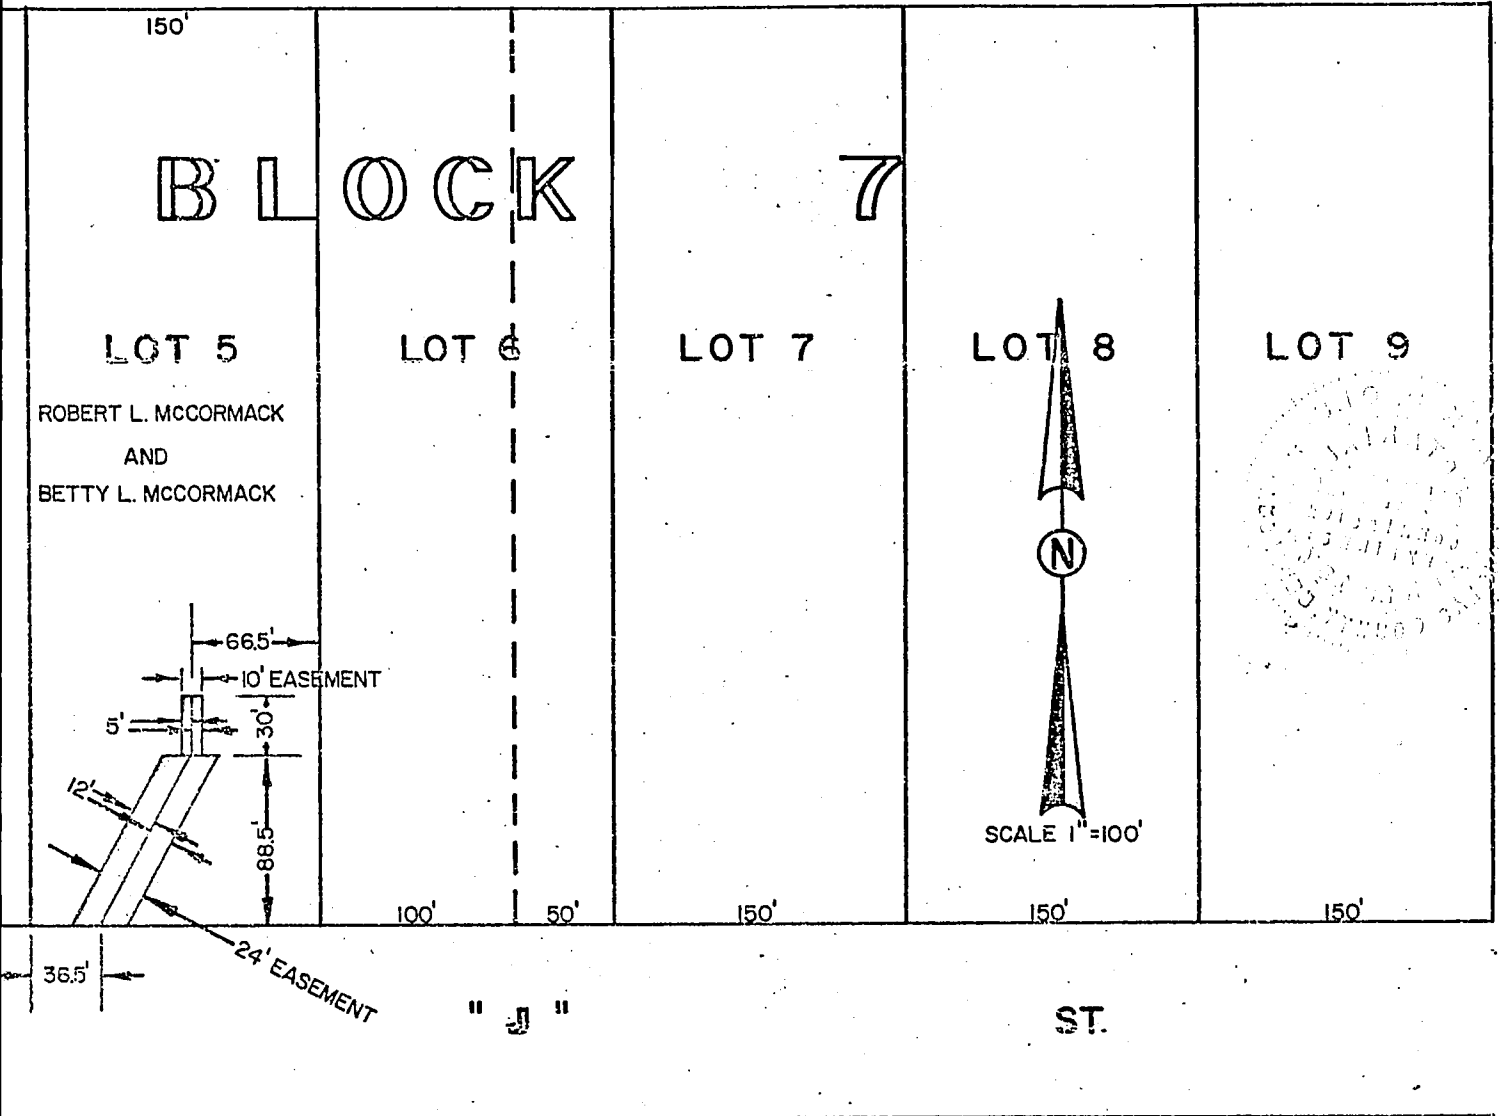 150'
BLOCK 7
LOT 5 LOT 6 LOT 7 LOT 8 LOT 9
ROBERT L. McCORMACK
AND
BETTY L. McCORMACK
N
66.5'
10' EASEMENT
5'
30'
12'
88.5'
SCALE 1"=100'
100' 50' 150' 150' 150'
36.5'
24' EASEMENT
"J" ST.